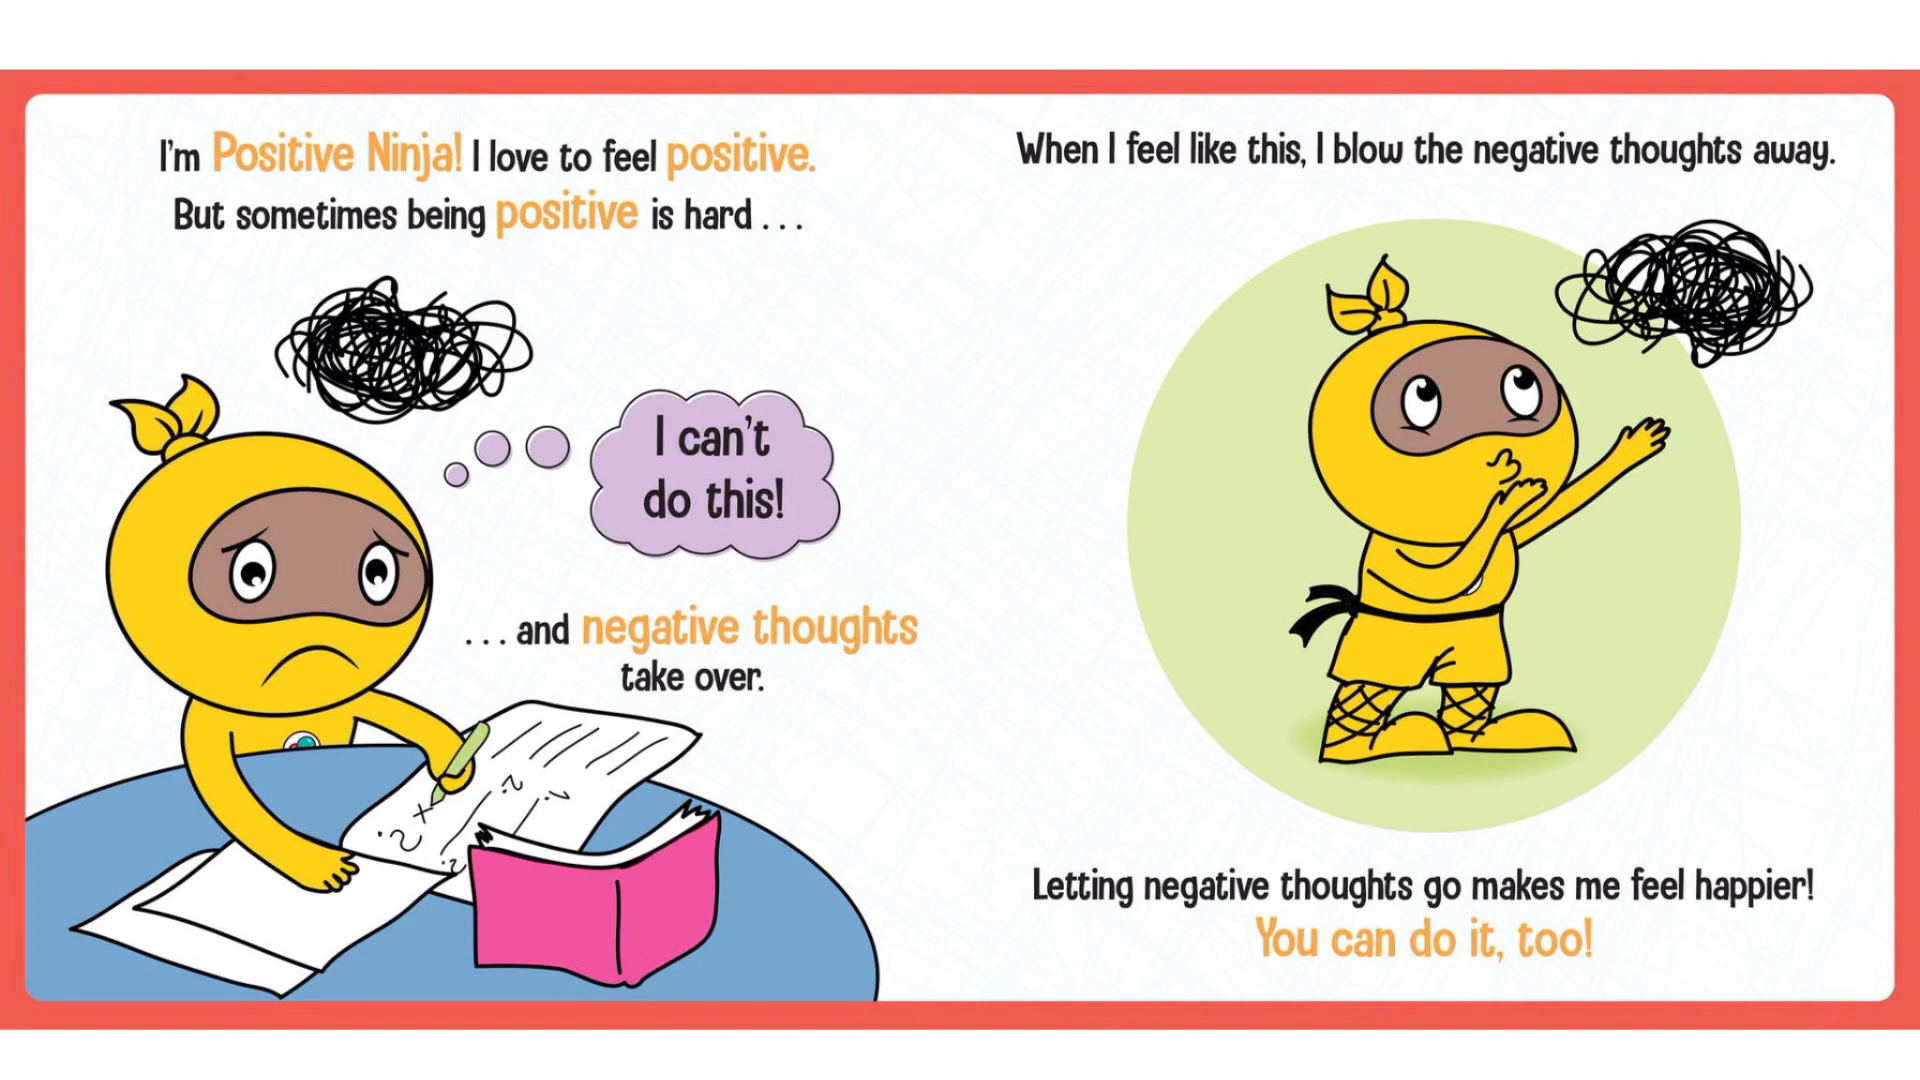 I'm Positive Ninja! I love to feel positive.
But sometimes being positive is hard . . .
I can't
do this!
. . . and negative thoughts
take over.
When I feel like this, I blow the negative thoughts away.
Letting negative thoughts go makes me feel happier!
You can do it, too!